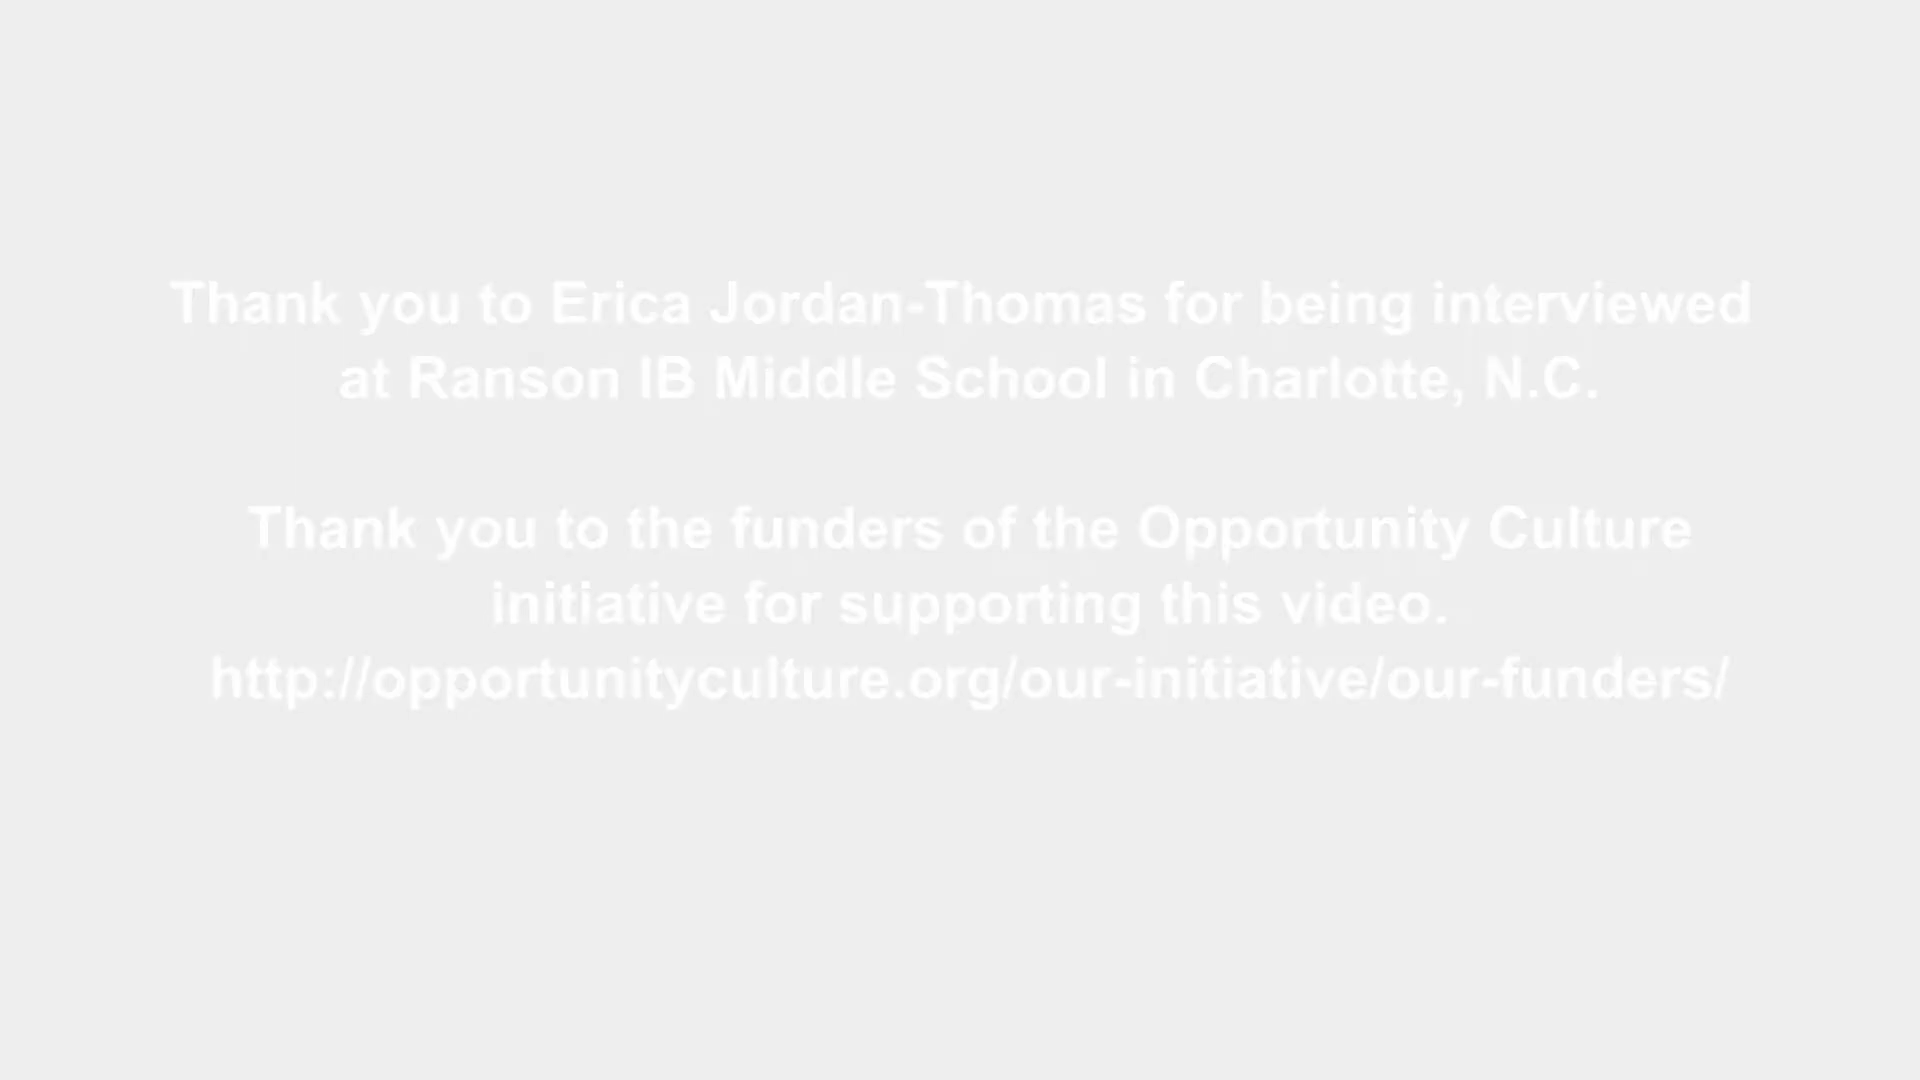 Thank you to Erica Jordan-Thomas for being interviewed
at Ranson IB Middle School in Charlotte, N.C.
Thank you to the funders of the Opportunity Culture
initiative for supporting this video.
http://opportunityculture.org/our-initiative/our-funders/